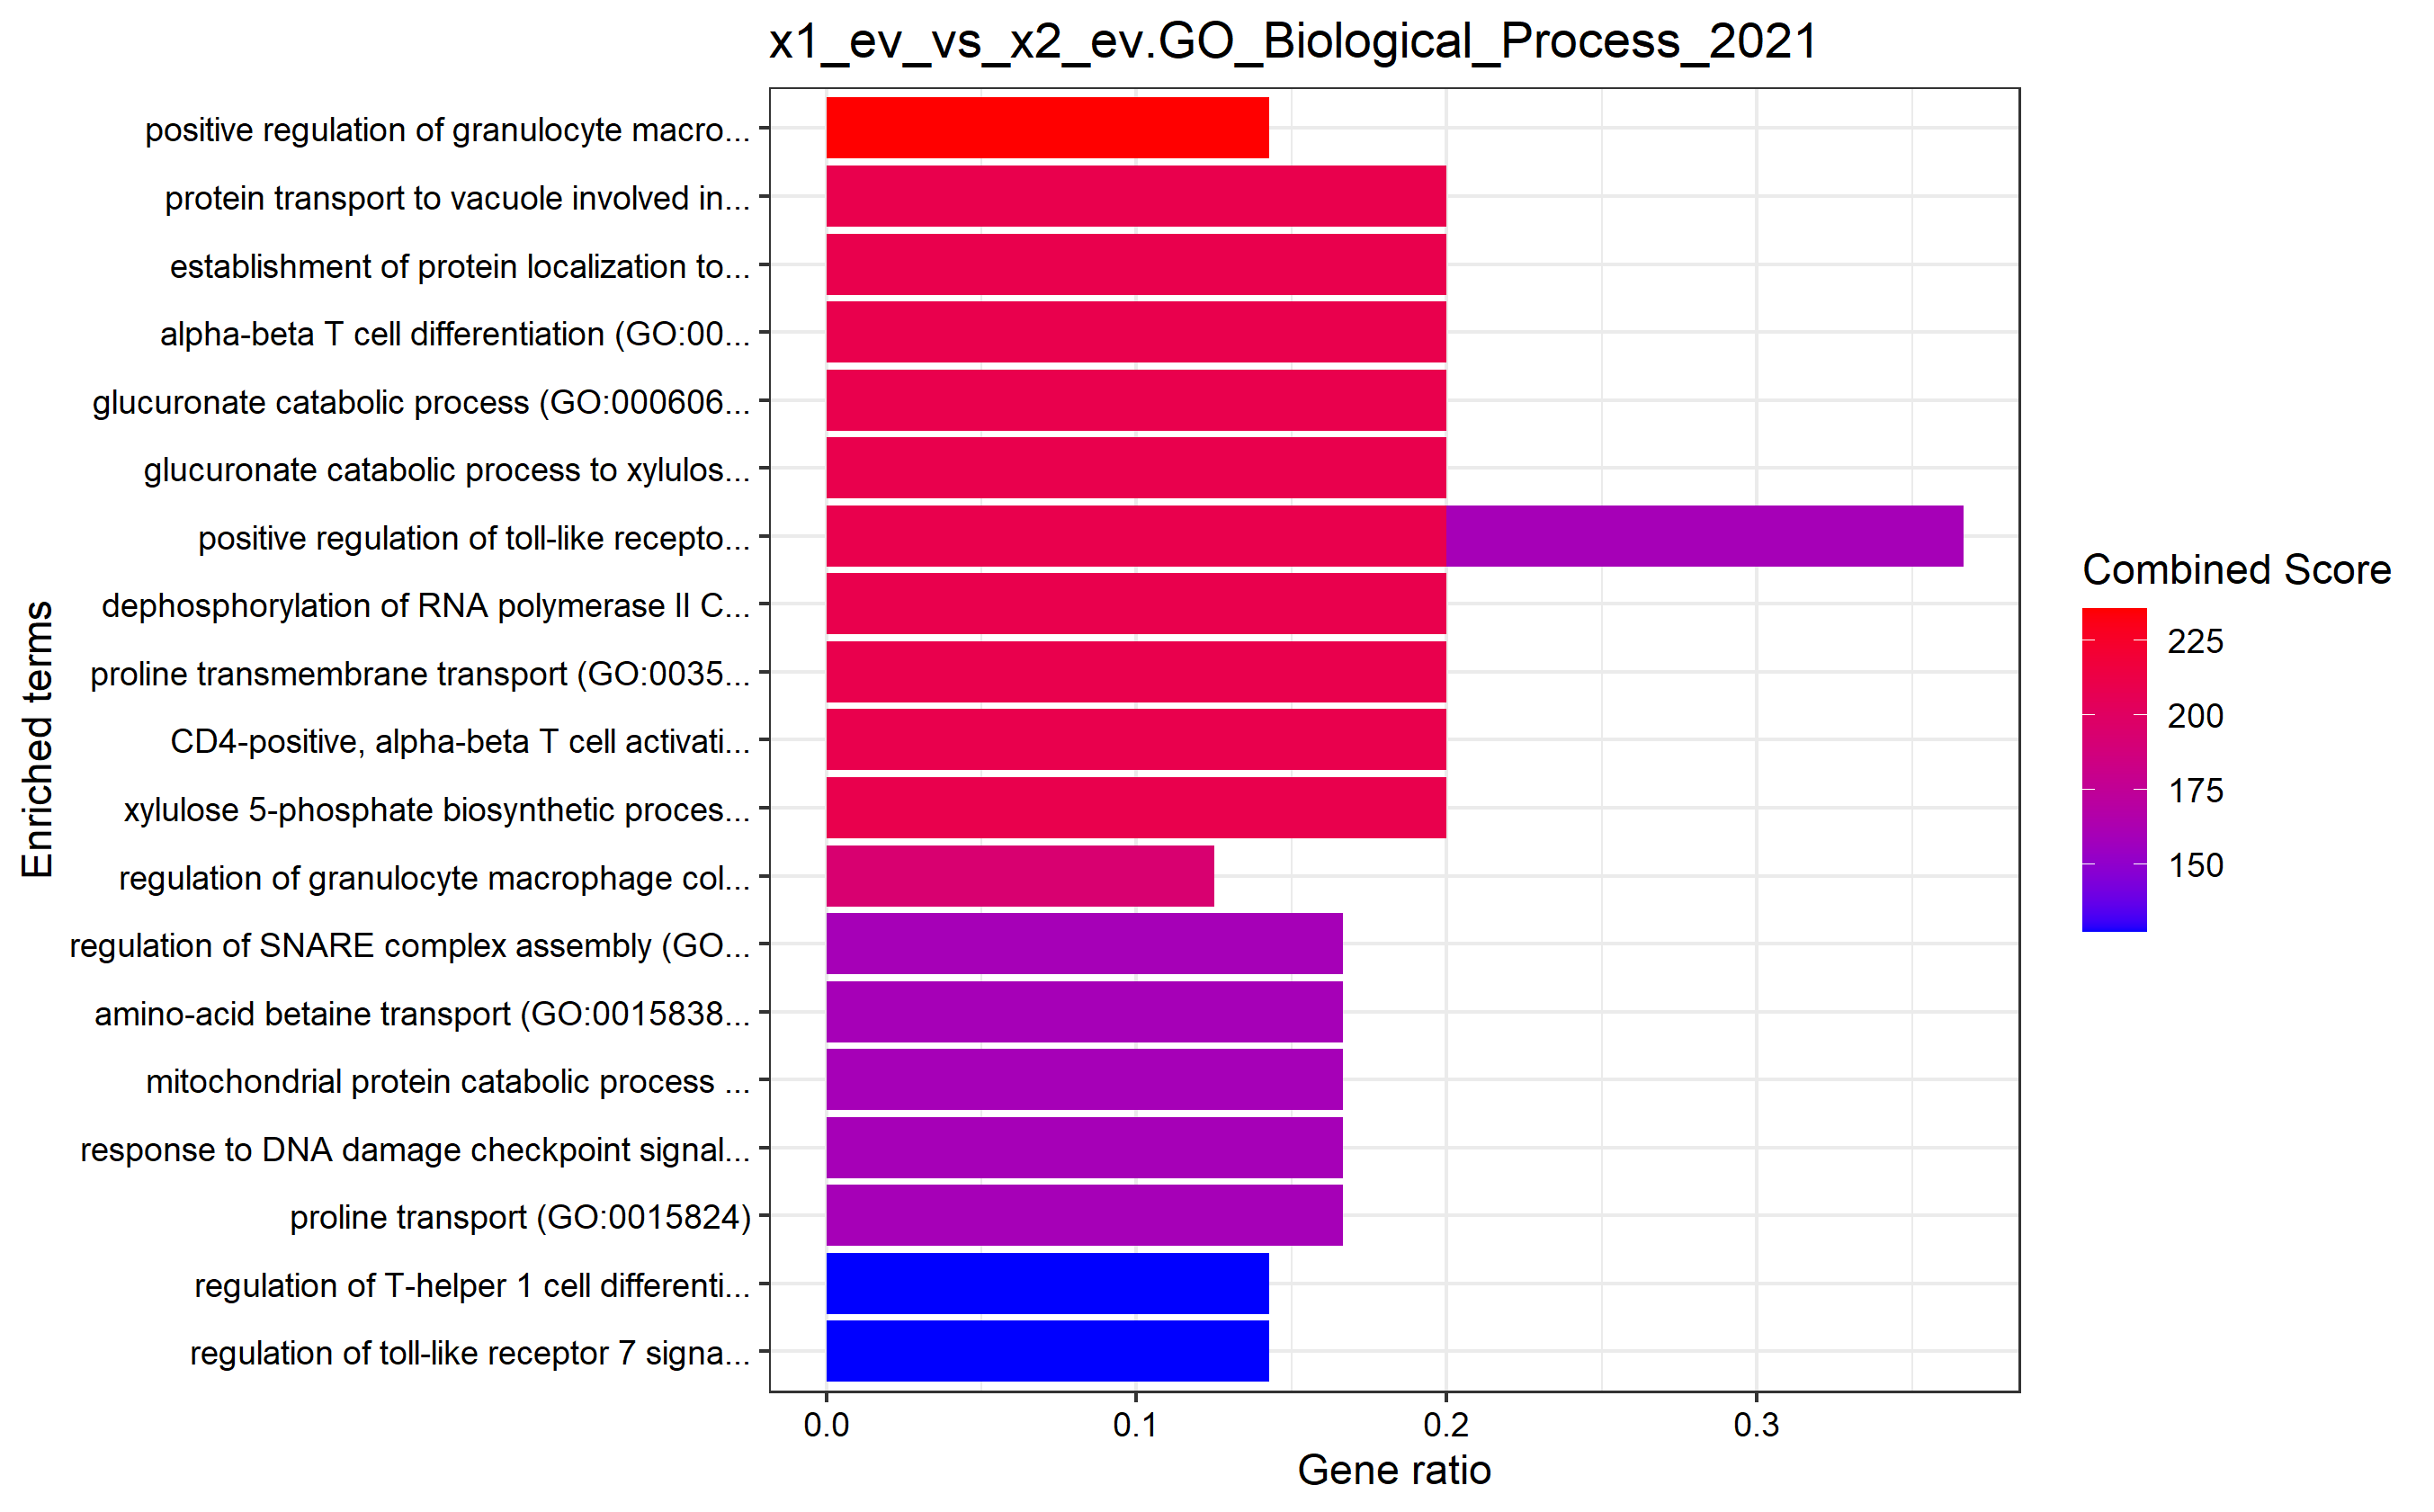 x1_ev_vs_x2_ev.GO_Biological_Process_2021
Enriched terms
positive regulation of granulocyte macro...
protein transport to vacuole involved in...
establishment of protein localization to...
alpha-beta T cell differentiation (GO:00...
glucuronate catabolic process (GO:000606...
glucuronate catabolic process to xylulos...
positive regulation of toll-like recepto...
dephosphorylation of RNA polymerase II C...
proline transmembrane transport (GO:0035...
CD4-positive, alpha-beta T cell activati...
xylulose 5-phosphate biosynthetic proces...
regulation of granulocyte macrophage col...
regulation of SNARE complex assembly (GO...
amino-acid betaine transport (GO:0015838...
mitochondrial protein catabolic process ...
response to DNA damage checkpoint signal...
proline transport (GO:0015824)
regulation of T-helper 1 cell differenti...
regulation of toll-like receptor 7 signa...
0.0 0.1 0.2 0.3
Gene ratio
Combined Score
225
200
175
150